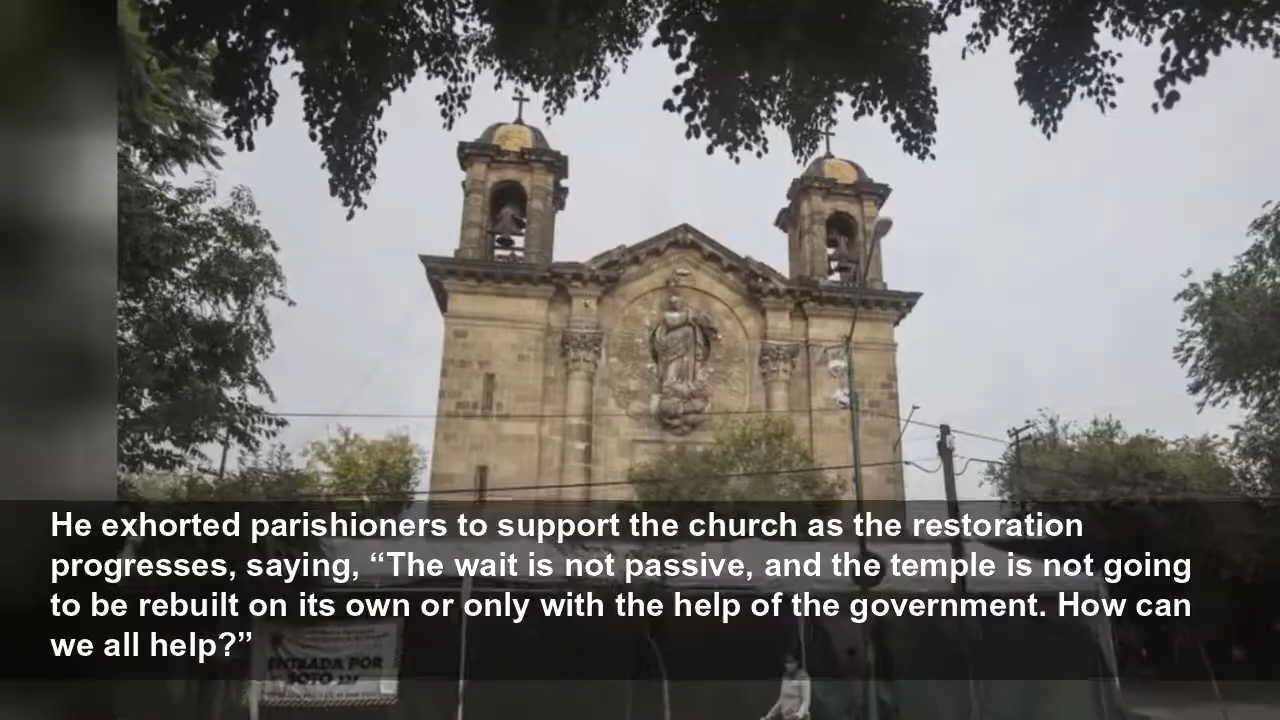 He exhorted parishioners to support the church as the restoration
progresses, saying, “The wait is not passive, and the temple is not going
to be rebuilt on its own or only with the help of the government. How can
we all help?”
ENTRADA POR
SOTO